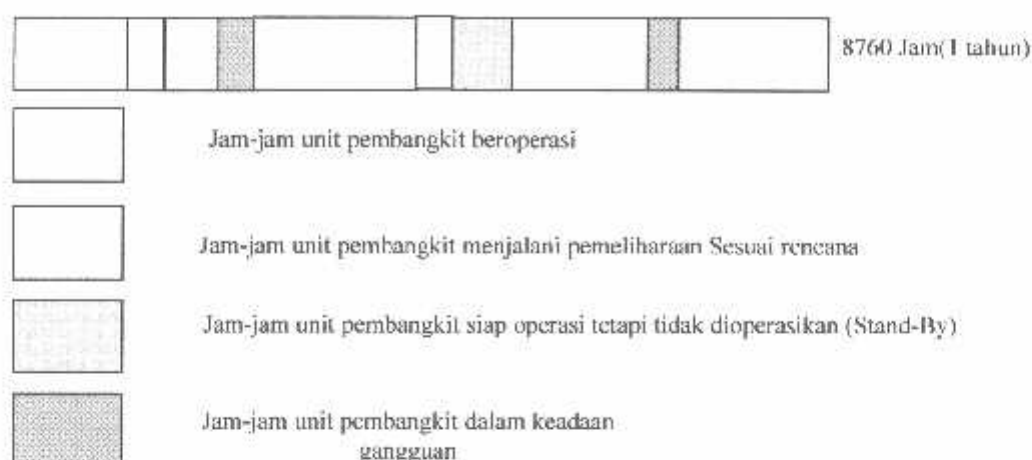 8760 Jam(1 tahun)
Jam-jam unit pembangkit beroperasi
Jam-jam unit pembangkit menjalani pemeliharaan Sesuai rencana
Jam-jam unit pembangkit siap operasi tetapi tidak dioperasikan (Stand-By)
Jam-jam unit pembangkit dalam keadaan
gangguan